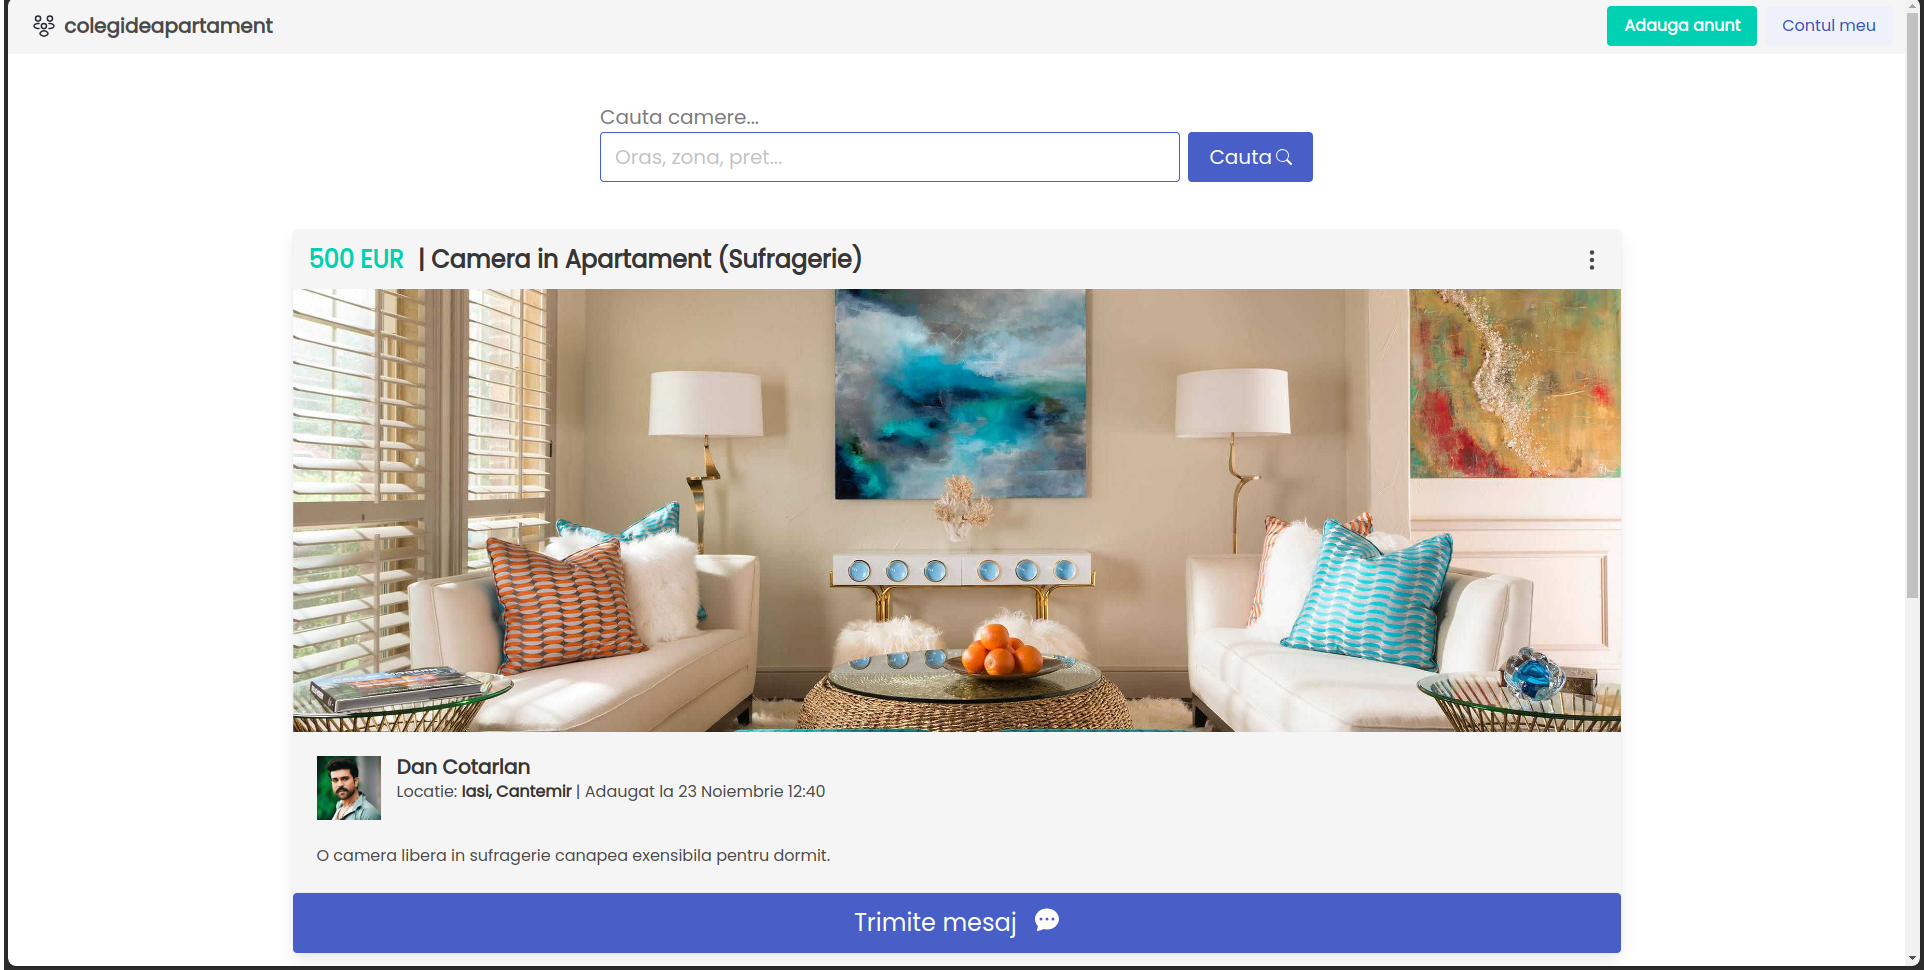 colegideapartament
Adauga anunt
Contul meu
Cauta camere...
Oras, zona, pret...
Cauta
500 EUR | Camera in Apartament (Sufragerie)
Dan Cotarlan
Locatie: Iasi, Cantemir | Adaugat la 23 Noiembrie 12:40
O camera libera in sufragerie canapea exensibila pentru dormit.
Trimite mesaj